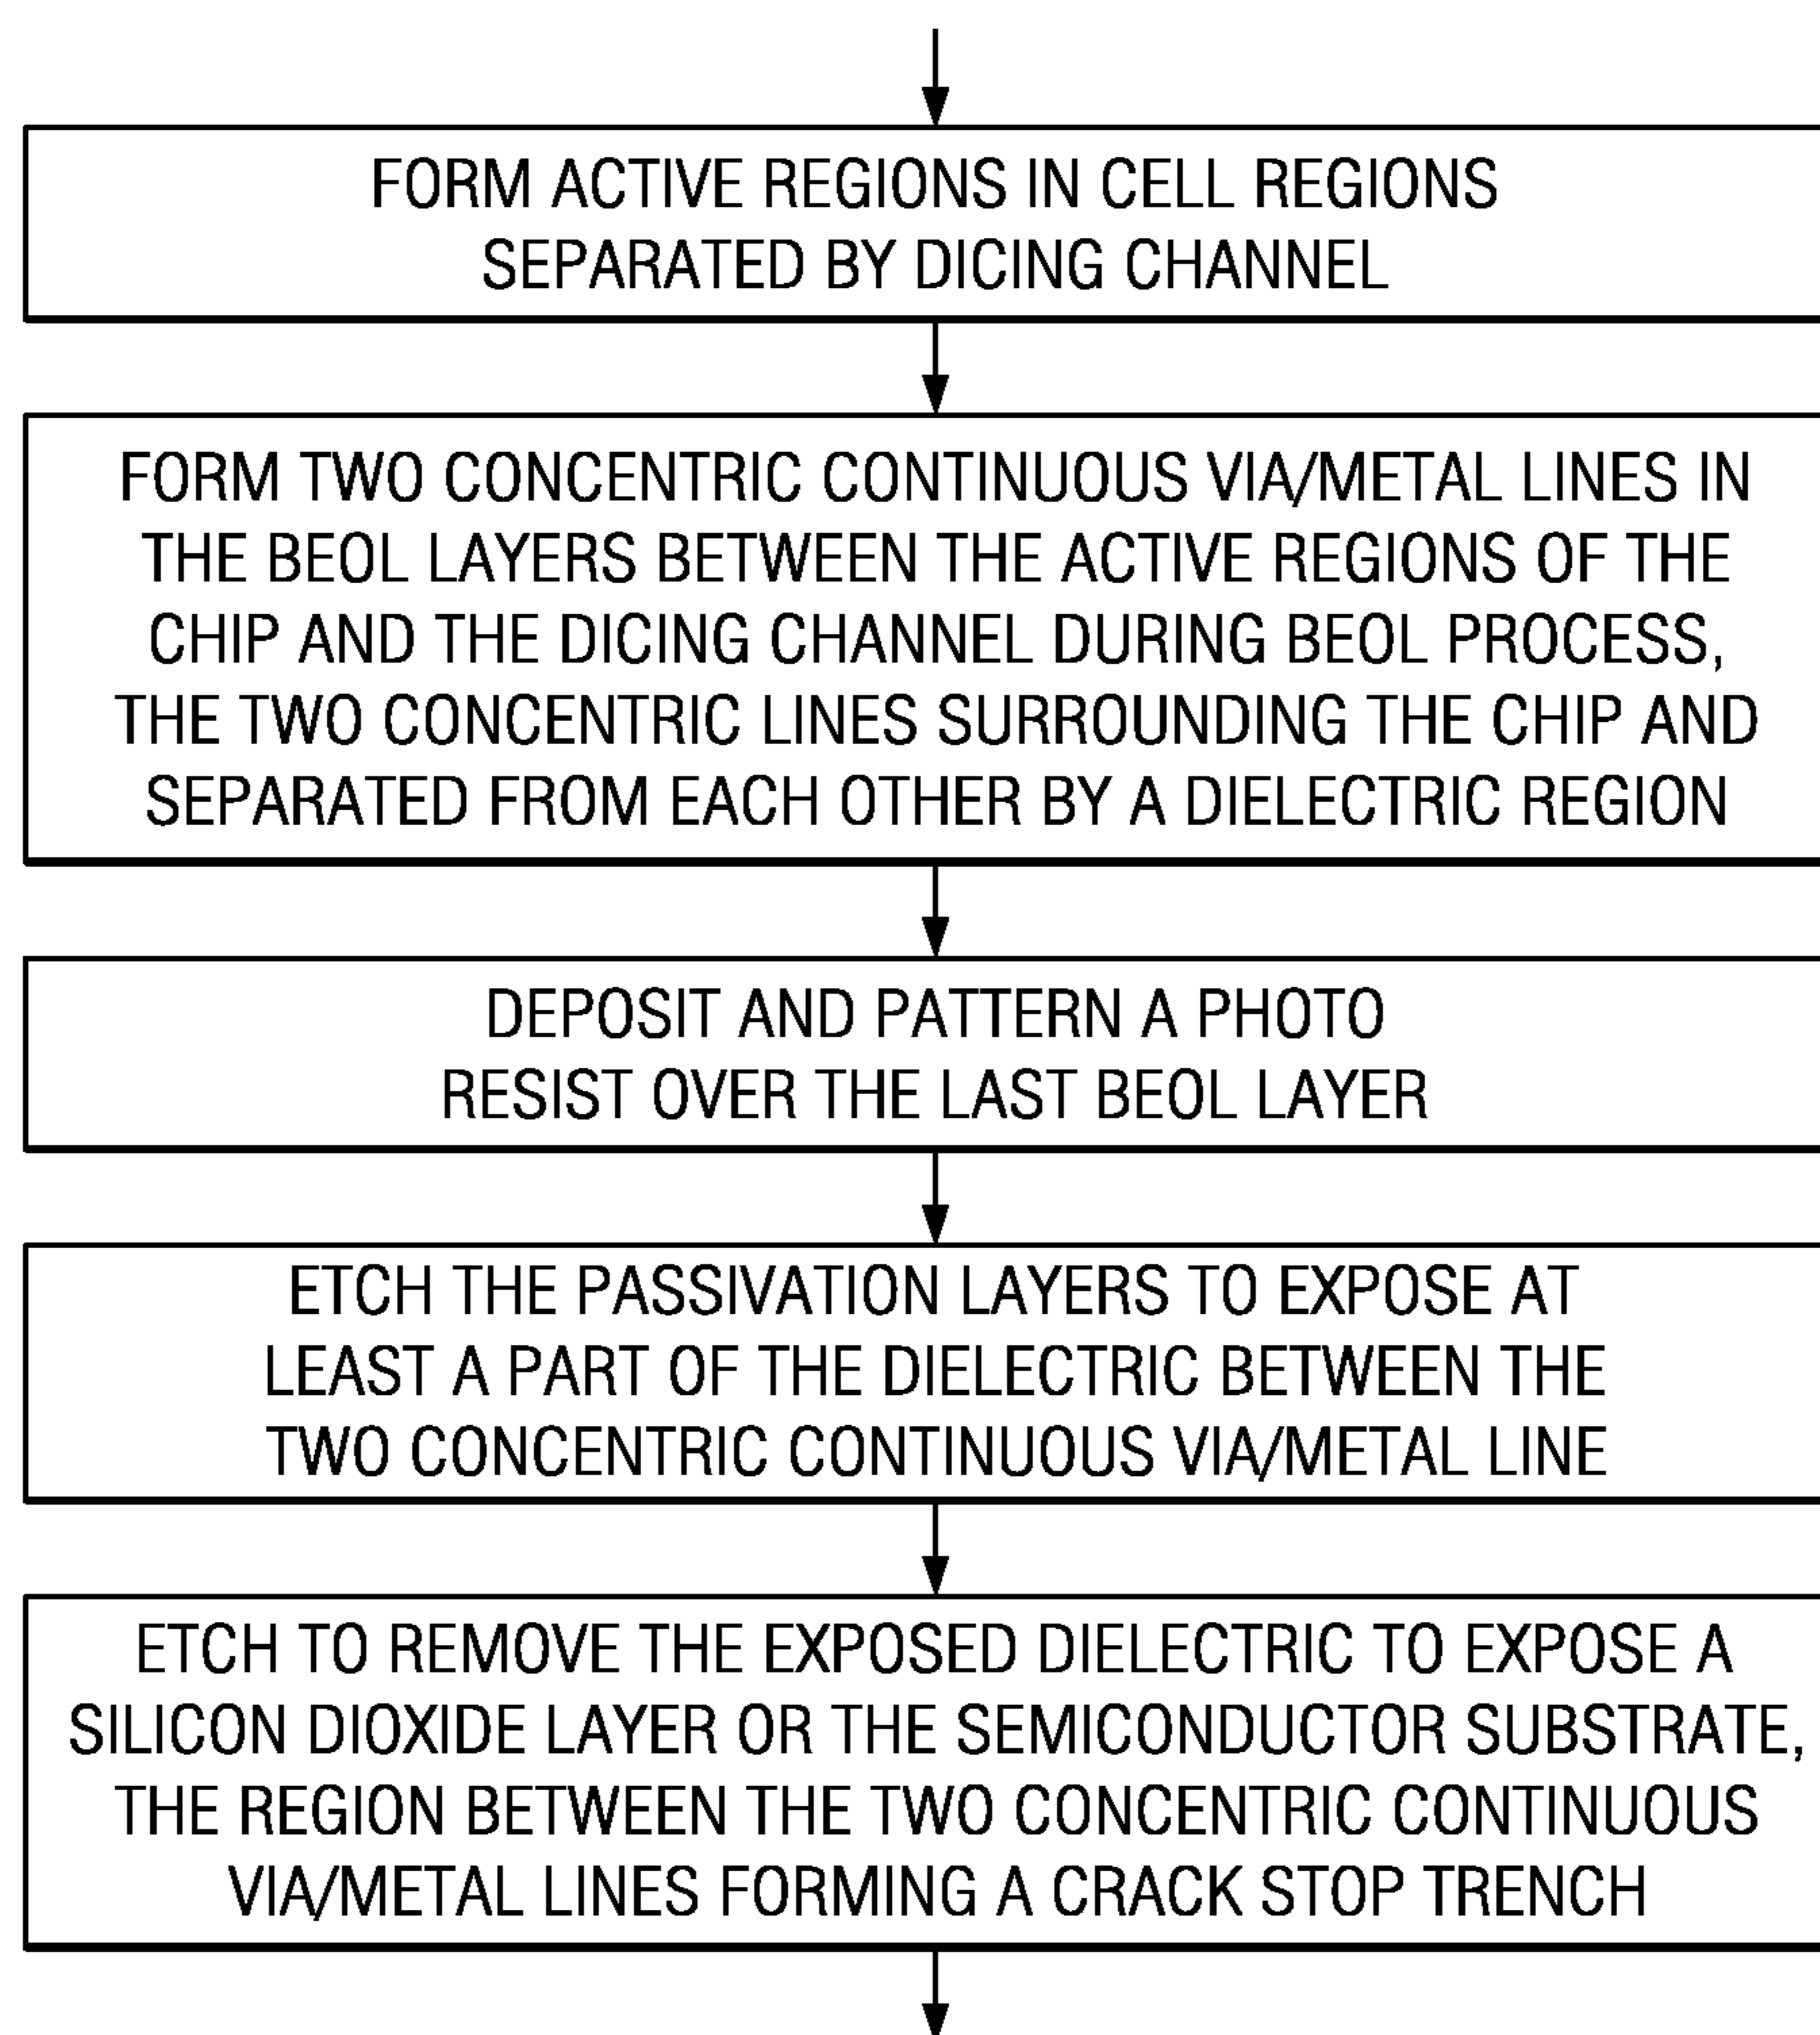 FORM ACTIVE REGIONS IN CELL REGIONS
SEPARATED BY DICING CHANNEL
FORM TWO CONCENTRIC CONTINUOUS VIA/METAL LINES IN
THE BEOL LAYERS BETWEEN THE ACTIVE REGIONS OF THE
CHIP AND THE DICING CHANNEL DURING BEOL PROCESS,
THE TWO CONCENTRIC LINES SURROUNDING THE CHIP AND
SEPARATED FROM EACH OTHER BY A DIELECTRIC REGION
DEPOSIT AND PATTERN A PHOTO
RESIST OVER THE LAST BEOL LAYER
ETCH THE PASSIVATION LAYERS TO EXPOSE AT
LEAST A PART OF THE DIELECTRIC BETWEEN THE
TWO CONCENTRIC CONTINUOUS VIA/METAL LINE
ETCH TO REMOVE THE EXPOSED DIELECTRIC TO EXPOSE A
SILICON DIOXIDE LAYER OR THE SEMICONDUCTOR SUBSTRATE,
THE REGION BETWEEN THE TWO CONCENTRIC CONTINUOUS
VIA/METAL LINES FORMING A CRACK STOP TRENCH